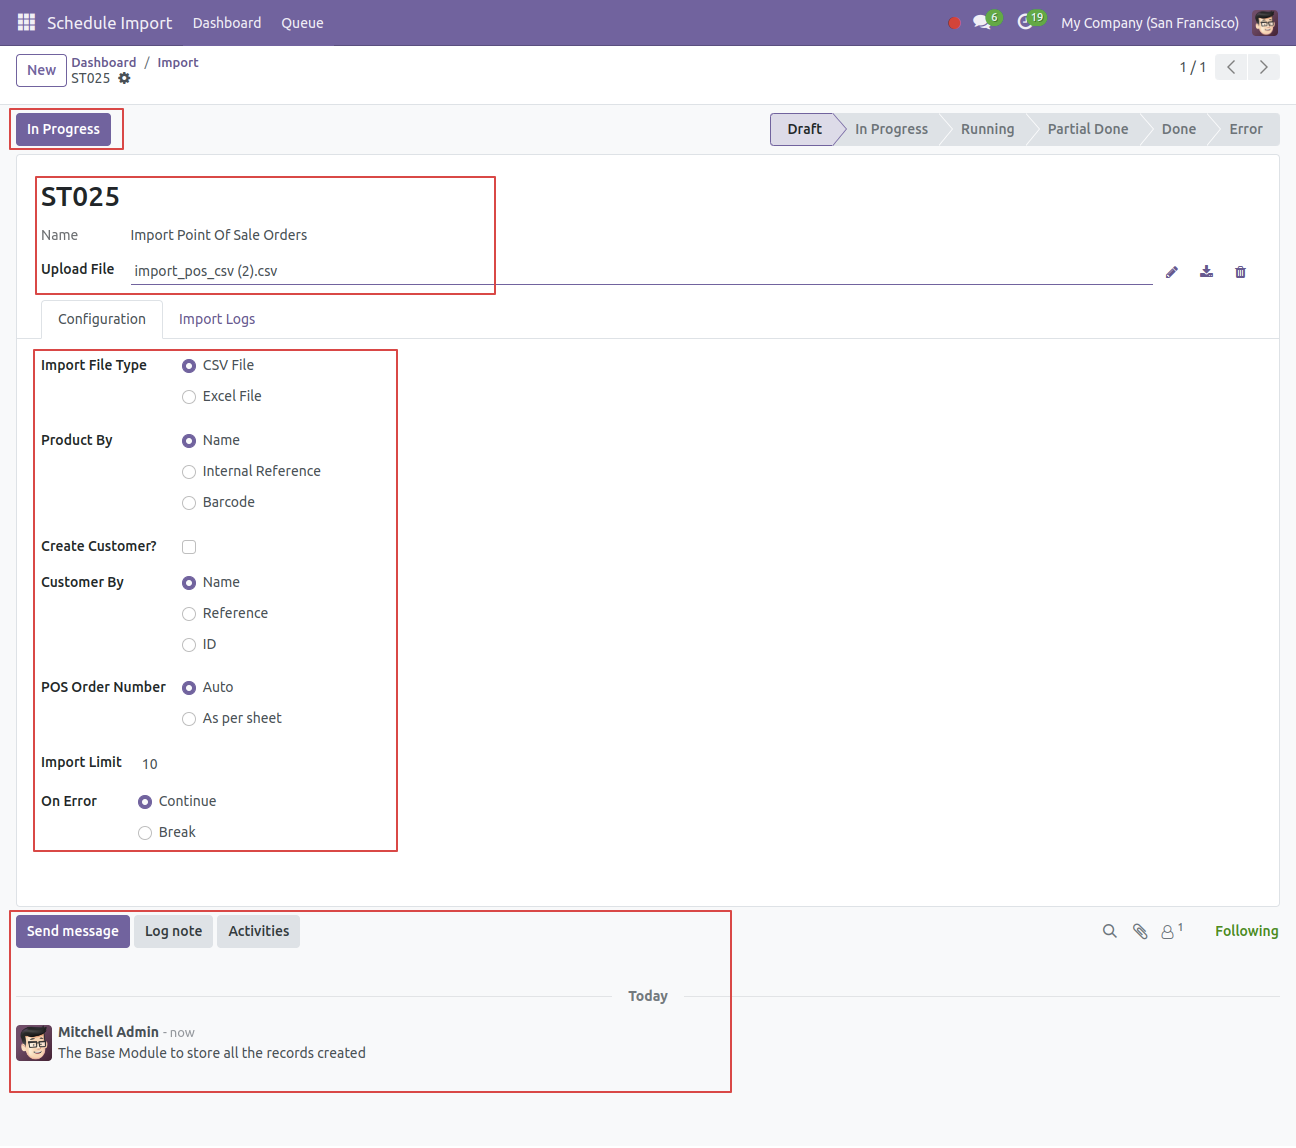 Schedule Import Dashboard Queue 6 19 My Company (San Francisco)
New Dashboard / Import 1 / 1
ST025
In Progress Draft In Progress Running Partial Done Done Error
ST025
Name Import Point Of Sale Orders
Upload File import_pos_csv (2).csv
Configuration Import Logs
Import File Type CSV File
Excel File
Product By Name
Internal Reference
Barcode
Create Customer?
Customer By Name
Reference
ID
POS Order Number Auto
As per sheet
Import Limit 10
On Error Continue
Break
Send message Log note Activities 1 Following
Today
Mitchell Admin - now
The Base Module to store all the records created